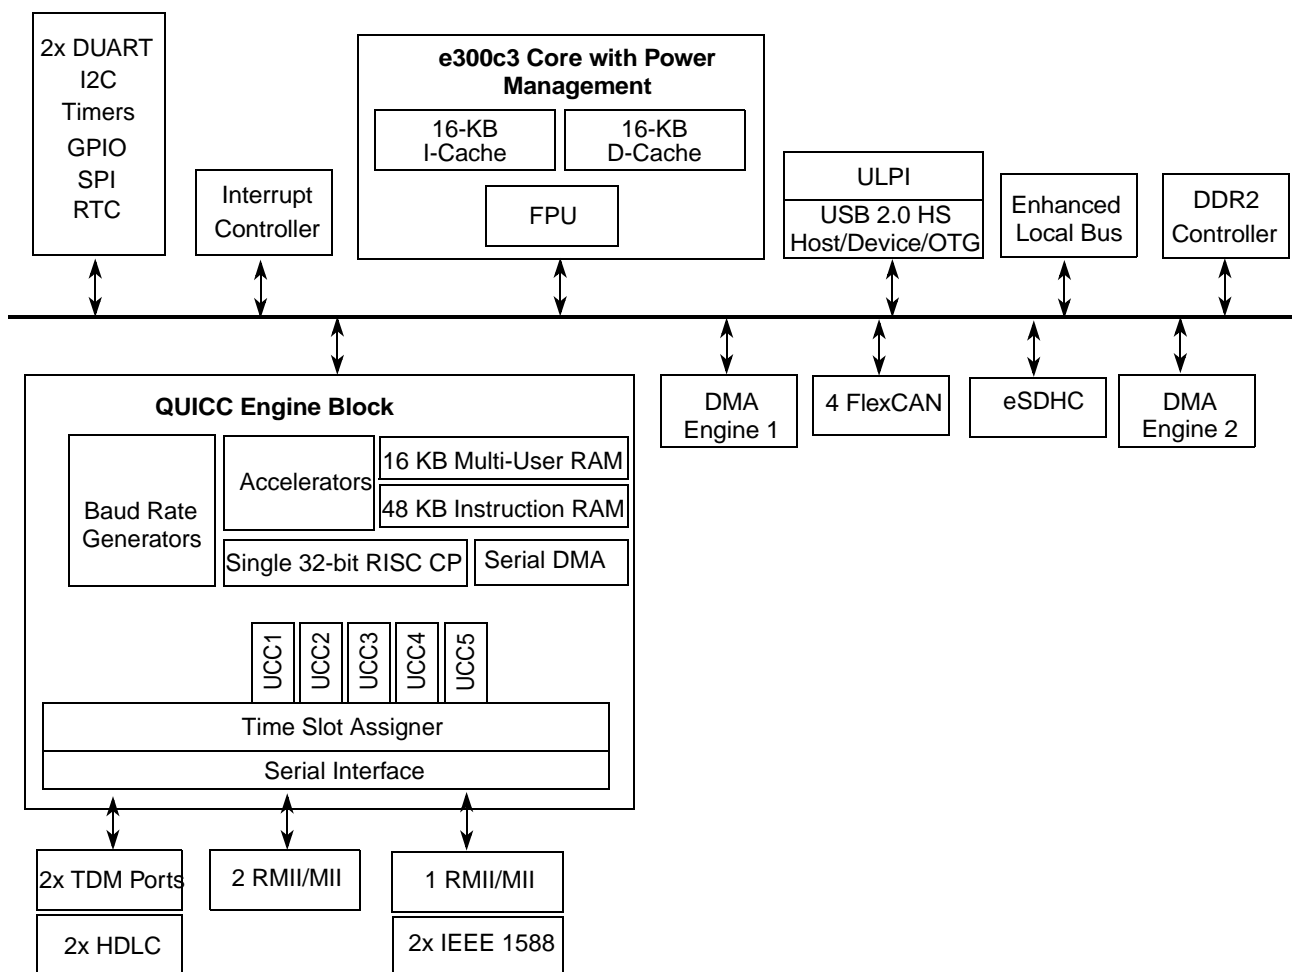 2x DUART
I2C
Timers
GPIO
SPI
RTC
Interrupt
Controller
e300c3 Core with Power
Management
16-KB
I-Cache
16-KB
D-Cache
FPU
ULPI
USB 2.0 HS
Host/Device/OTG
Enhanced
Local Bus
DDR2
Controller
QUICC Engine Block
Baud Rate
Generators
Accelerators
16 KB Multi-User RAM
48 KB Instruction RAM
Single 32-bit RISC CP
Serial DMA
UCC1
UCC2
UCC3
UCC4
UCC5
Time Slot Assigner
Serial Interface
DMA
Engine 1
4 FlexCAN
eSDHC
DMA
Engine 2
2x TDM Ports
2x HDLC
2 RMII/MII
1 RMII/MII
2x IEEE 1588